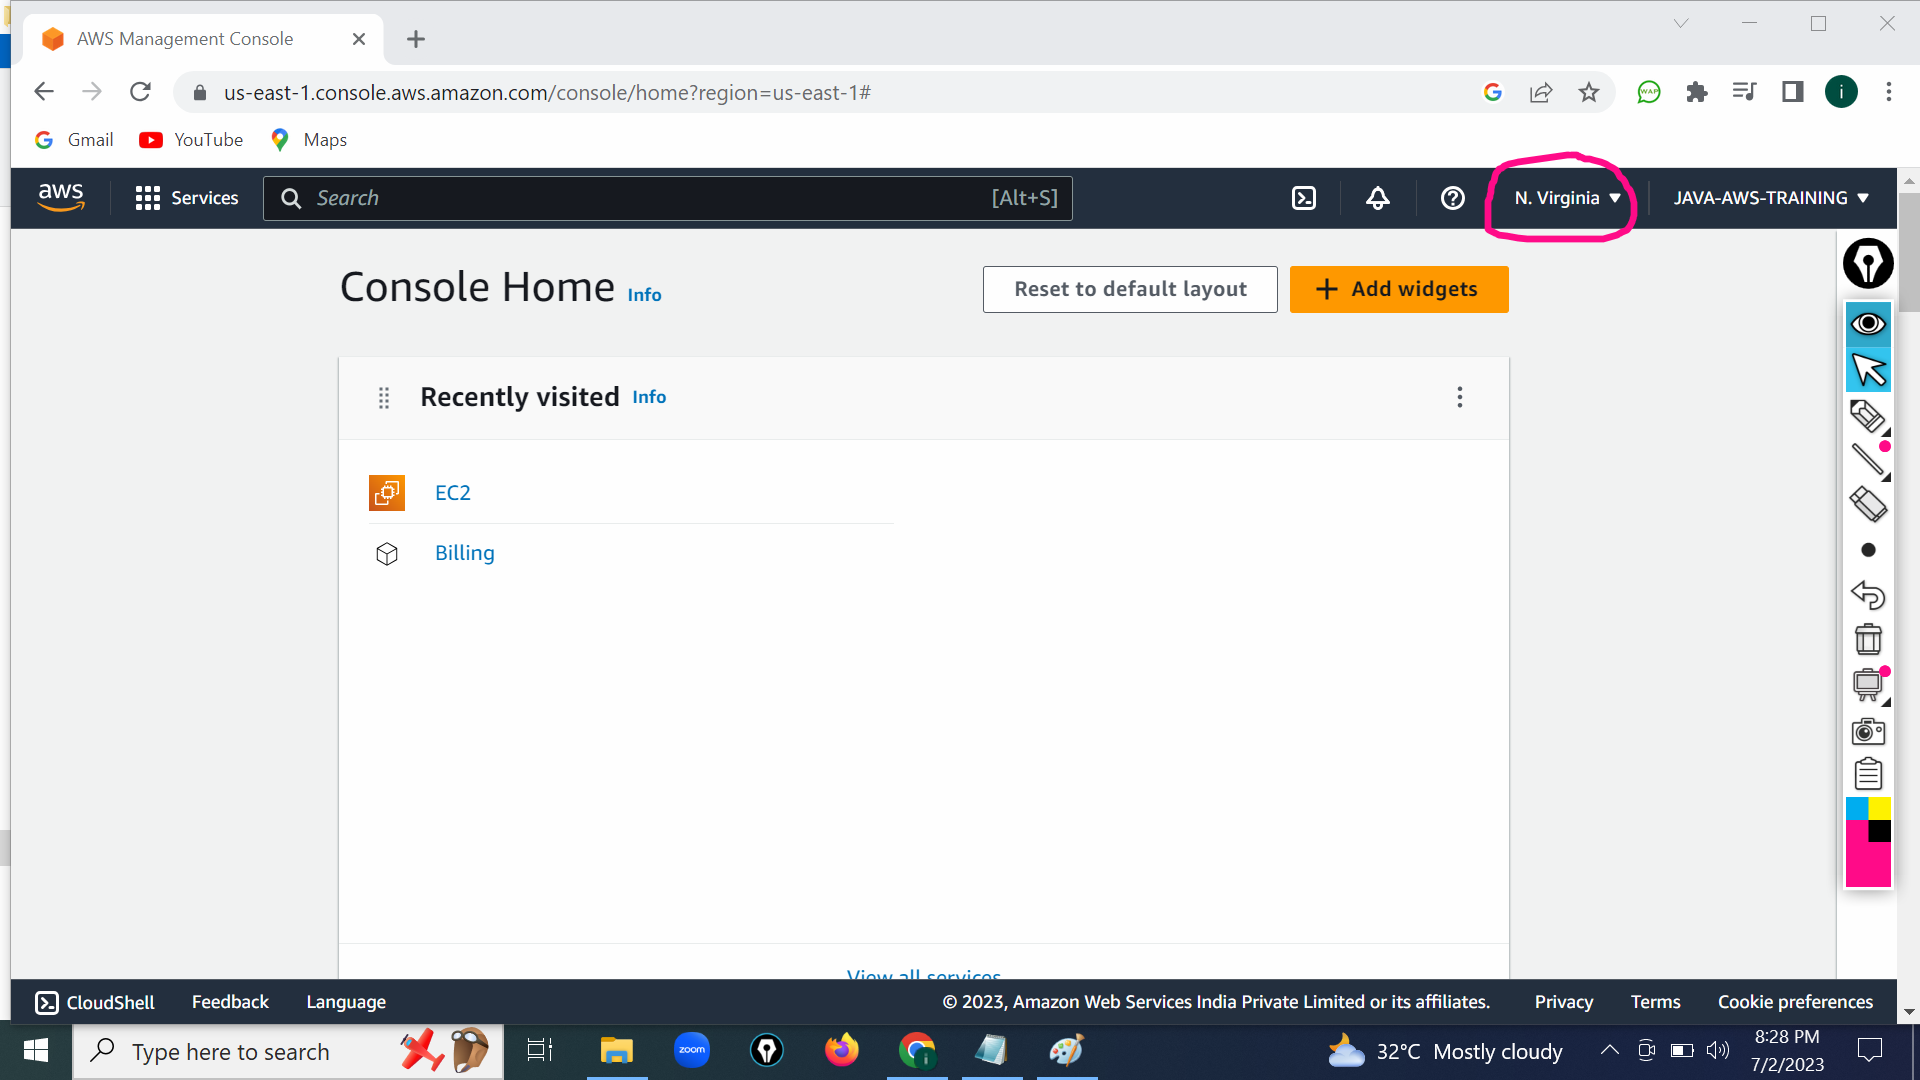 AWS Management Console
us-east-1.console.aws.amazon.com/console/home?region=us-east-1#
WAP
i
Gmail
YouTube
Maps
aws
Services
Search
[Alt+S]
N. Virginia
JAVA-AWS-TRAINING
Console Home Info
Reset to default layout
Add widgets
Recently visited Info
EC2
Billing
View all services
CloudShell
Feedback
Language
© 2023, Amazon Web Services India Private Limited or its affiliates.
Privacy
Terms
Cookie preferences
Type here to search
zoom
i
32°C Mostly cloudy
8:28 PM
7/2/2023